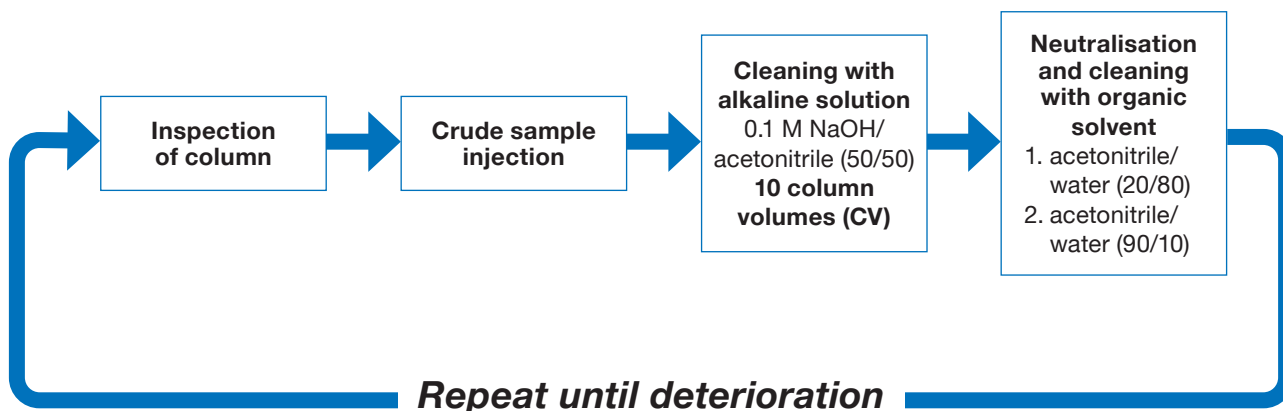 Inspection
of column
Crude sample
injection
Cleaning with
alkaline solution
0.1 M NaOH/
acetonitrile (50/50)
10 column
volumes (CV)
Neutralisation
and cleaning
with organic
solvent
1. acetonitrile/
water (20/80)
2. acetonitrile/
water (90/10)
Repeat until deterioration